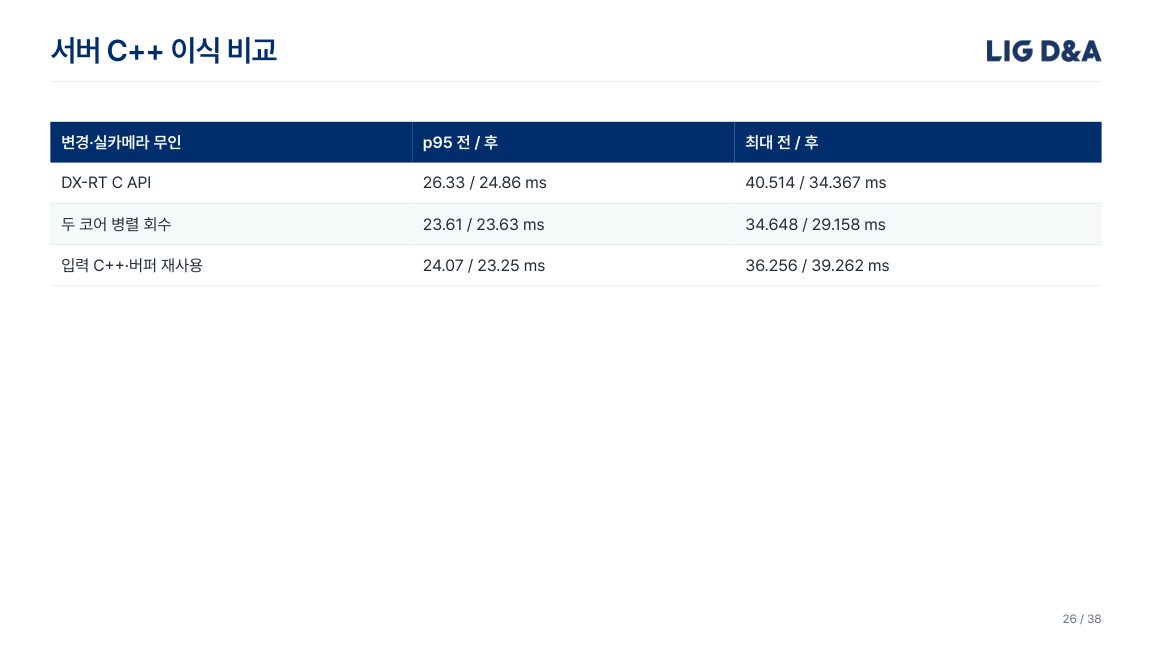 서버 C++ 이식 비교
LIG D&A
변경·실카메라 무인 p95 전 / 후 최대 전 / 후
DX-RT C API 26.33 / 24.86 ms 40.514 / 34.367 ms
두 코어 병렬 회수 23.61 / 23.63 ms 34.648 / 29.158 ms
입력 C++·버퍼 재사용 24.07 / 23.25 ms 36.256 / 39.262 ms
26 / 38